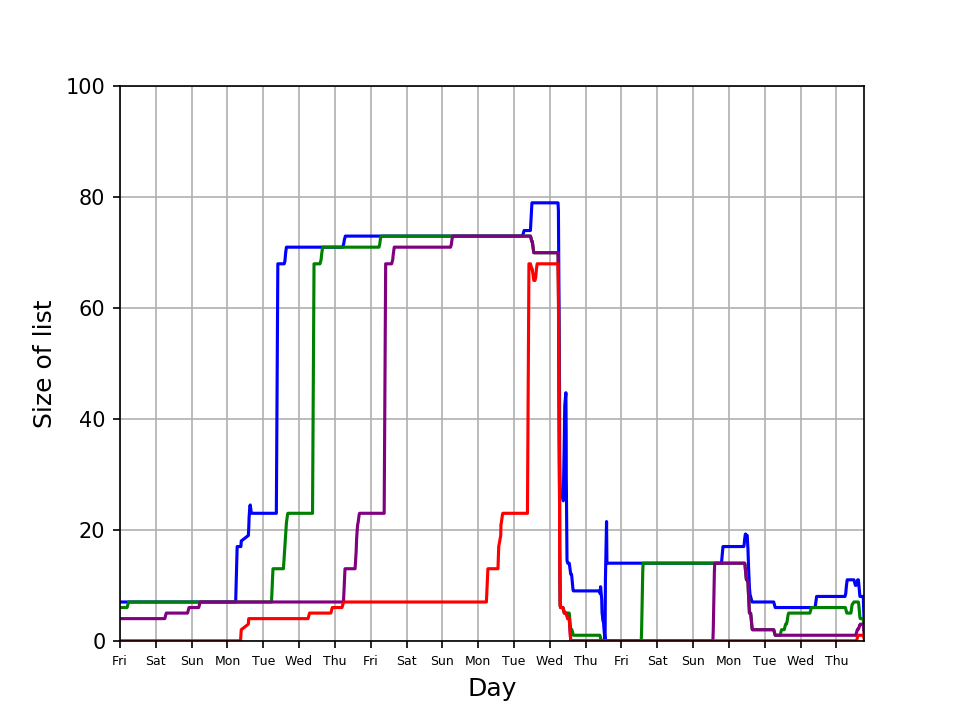 100
80
60
40
20
0
Size of list
Fri Sat Sun Mon Tue Wed Thu Fri Sat Sun Mon Tue Wed Thu Fri Sat Sun Mon Tue Wed Thu
Day